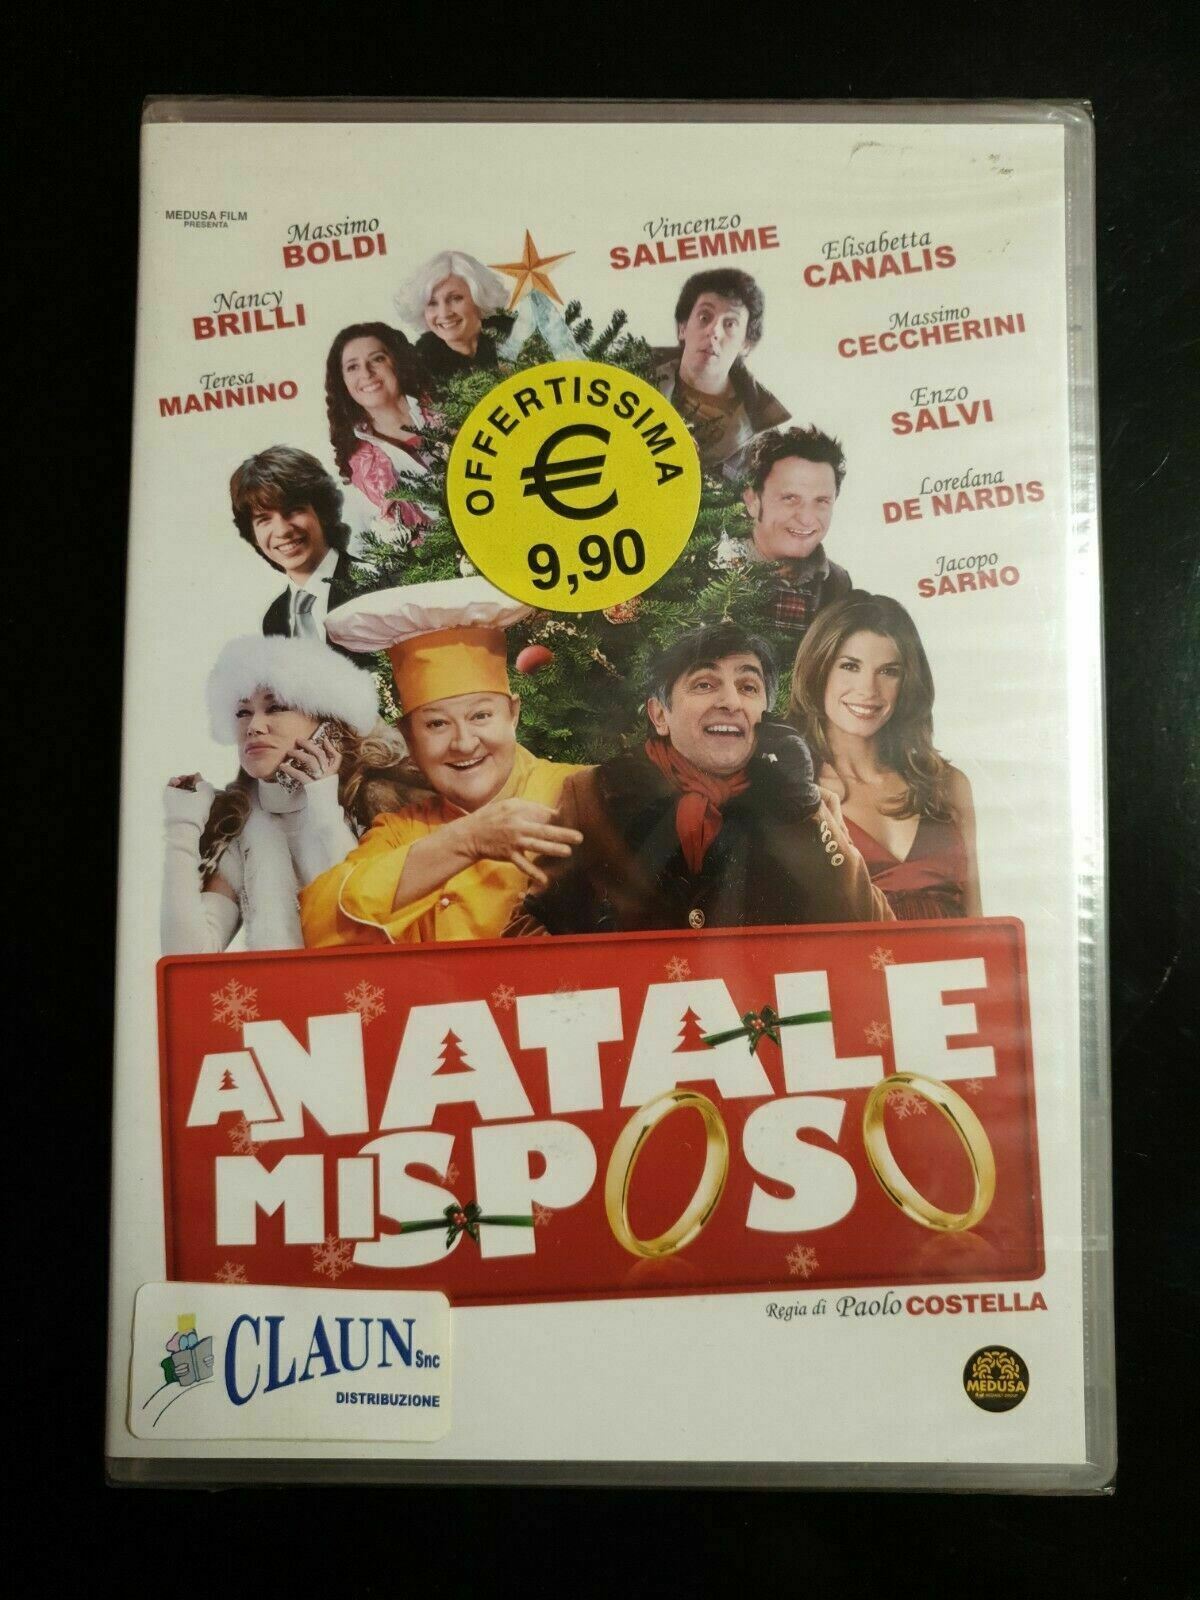 MEDUSA FILM
PRESENTA
Massimo
BOLDI
Vincenzo
SALEMME
Elisabetta
CANALIS
Nancy
BRILLI
Massimo
CECCHERINI
Teresa
MANNINO
Enzo
SALVI
Loredana
DE NARDIS
Jacopo
SARNO
OFFERTISSIMA
€
9,90
A NATALE
MI SPOSO
Regia di Paolo COSTELLA
CLAUN Snc
DISTRIBUZIONE
MEDUSA